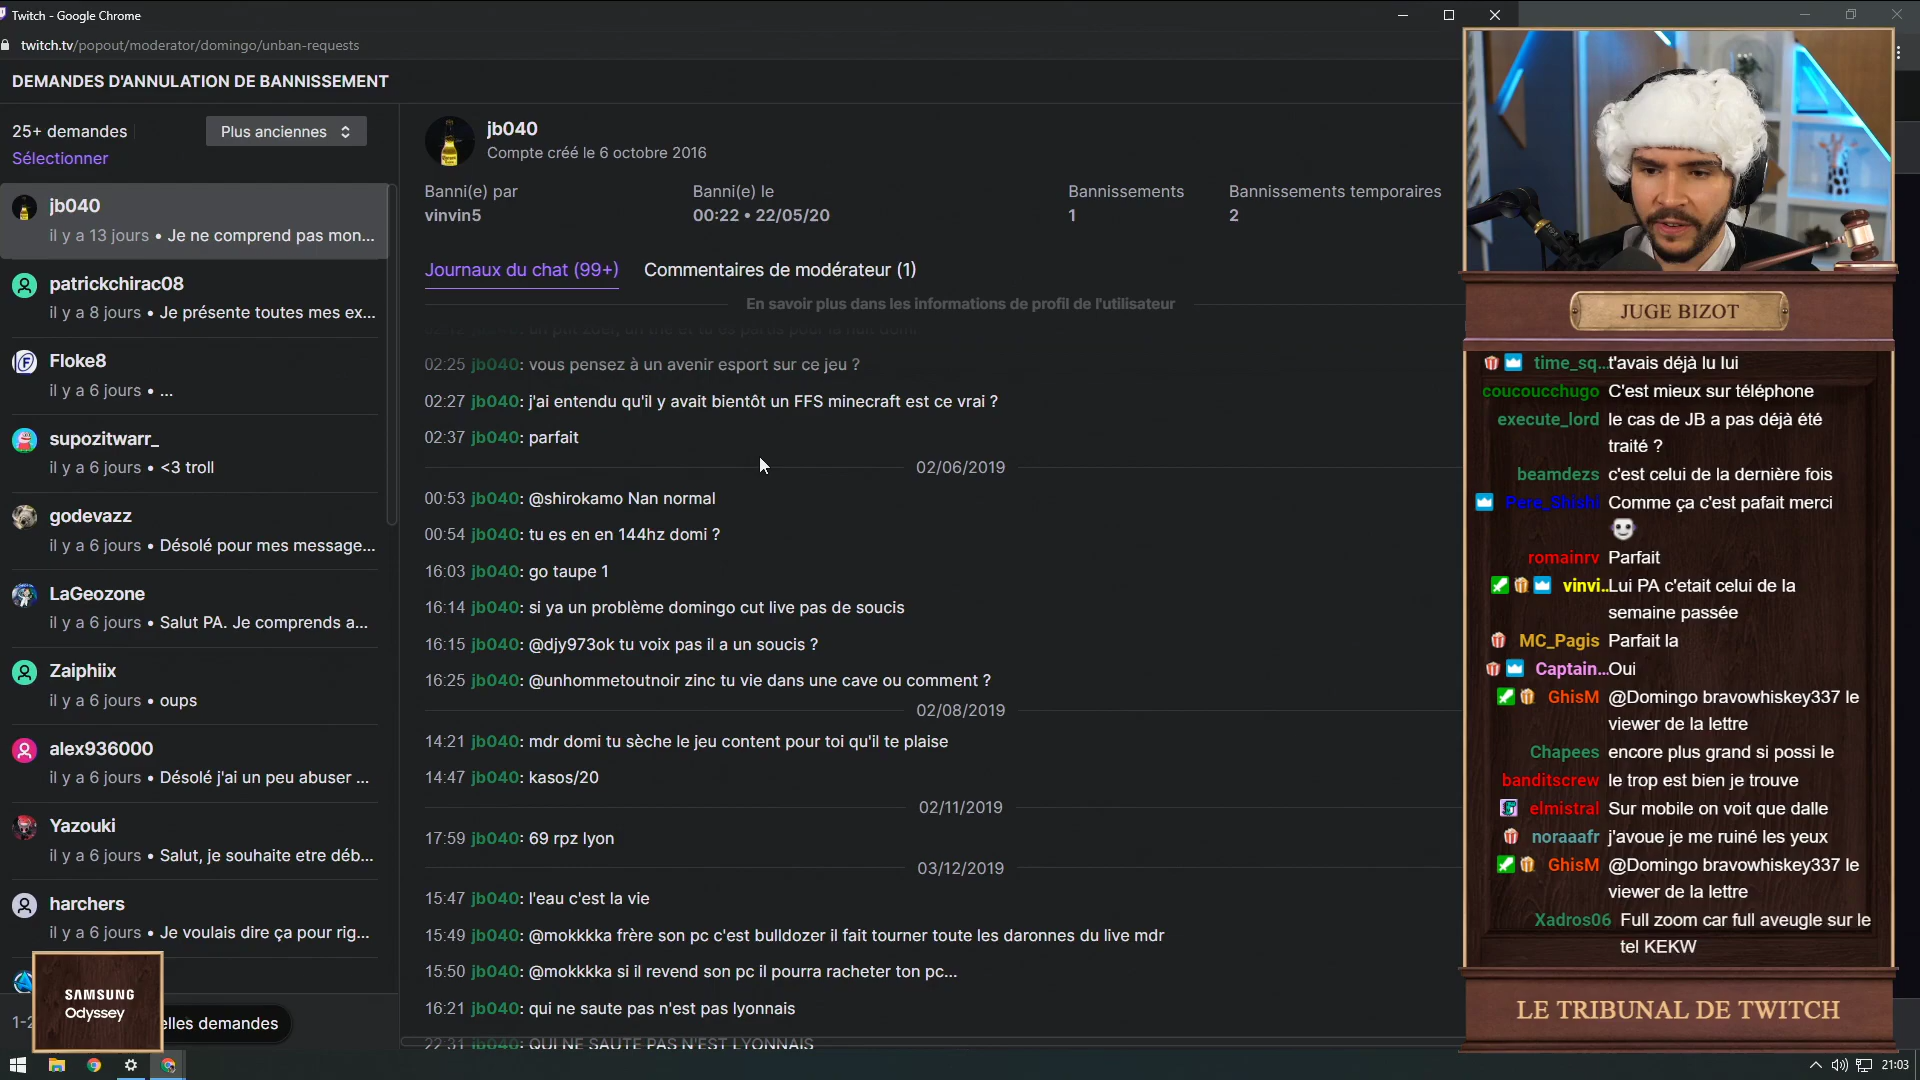 Twitch - Google Chrome
twitch.tv/popout/moderator/domingo/unban-requests
DEMANDES D'ANNULATION DE BANNISSEMENT
25+ demandes
Plus anciennes
Sélectionner
jb040
il y a 13 jours • Je ne comprend pas mon...
patrickchirac08
il y a 8 jours • Je présente toutes mes ex...
Floke8
il y a 6 jours • ...
supozitwarr_
il y a 6 jours • <3 troll
godevazz
il y a 6 jours • Désolé pour mes message...
LaGeozone
il y a 6 jours • Salut PA. Je comprends a...
Zaiphiix
il y a 6 jours • oups
alex936000
il y a 6 jours • Désolé j'ai un peu abuser ...
Yazouki
il y a 6 jours • Salut, je souhaite etre déb...
harchers
il y a 6 jours • Je voulais dire ça pour rig...
SAMSUNG
Odyssey
elles demandes
jb040
Compte créé le 6 octobre 2016
Banni(e) par
vinvin5
Banni(e) le
00:22 • 22/05/20
Bannissements
1
Bannissements temporaires
2
Journaux du chat (99+)
Commentaires de modérateur (1)
En savoir plus dans les informations de profil de l'utilisateur
02:25 jb040: vous pensez à un avenir esport sur ce jeu ?
02:27 jb040: j'ai entendu qu'il y avait bientôt un FFS minecraft est ce vrai ?
02:37 jb040: parfait
02/06/2019
00:53 jb040: @shirokamo Nan normal
00:54 jb040: tu es en en 144hz domi ?
16:03 jb040: go taupe 1
16:14 jb040: si ya un problème domingo cut live pas de soucis
16:15 jb040: @djy973ok tu voix pas il a un soucis ?
16:25 jb040: @unhommetoutnoir zinc tu vie dans une cave ou comment ?
02/08/2019
14:21 jb040: mdr domi tu sèche le jeu content pour toi qu'il te plaise
14:47 jb040: kasos/20
02/11/2019
17:59 jb040: 69 rpz lyon
03/12/2019
15:47 jb040: l'eau c'est la vie
15:49 jb040: @mokkkka frère son pc c'est bulldozer il fait tourner toute les daronnes du live mdr
15:50 jb040: @mokkkka si il revend son pc il pourra racheter ton pc...
16:21 jb040: qui ne saute pas n'est pas lyonnais
22:31 jb040: QUI NE SAUTE PAS N'EST LYONNAIS
JUGE BIZOT
time_sq...t'avais déjà lu lui
coucoucchugo C'est mieux sur téléphone
execute_lord le cas de JB a pas déjà été
traité ?
beamdezs c'est celui de la dernière fois
Pere_Shishi Comme ça c'est pafait merci
romainrv Parfait
vinvi..Lui PA c'etait celui de la
semaine passée
MC_Pagis Parfait la
Captain...Oui
GhisM @Domingo bravowhiskey337 le
viewer de la lettre
Chapees encore plus grand si possi le
banditscrew le trop est bien je trouve
elmistral Sur mobile on voit que dalle
noraaafr j'avoue je me ruiné les yeux
GhisM @Domingo bravowhiskey337 le
viewer de la lettre
Xadros06 Full zoom car full aveugle sur le
tel KEKW
LE TRIBUNAL DE TWITCH
21:03